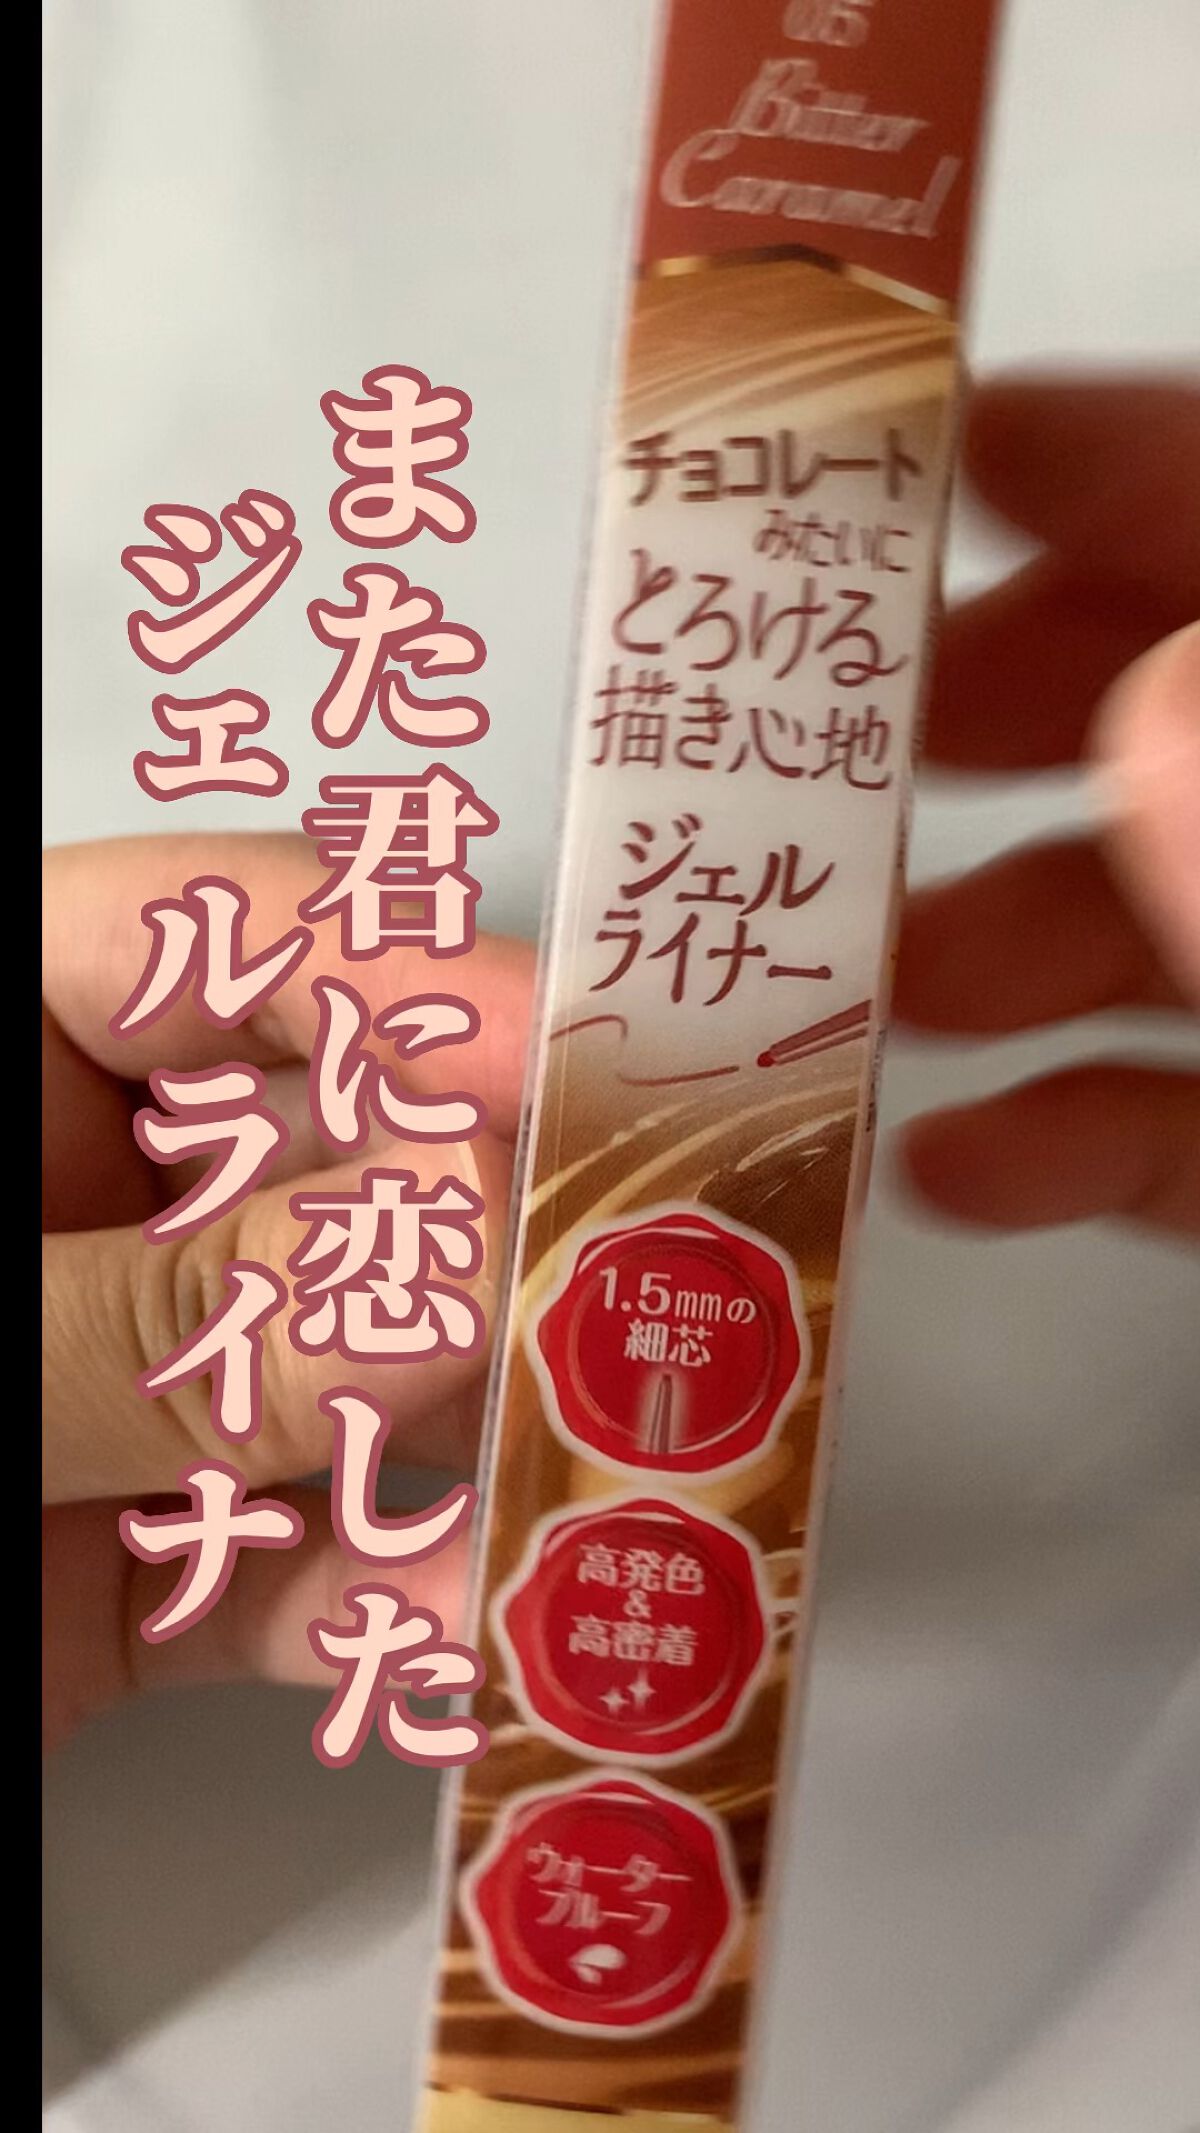 また君に恋した
ジェルライナ
05
Bitter
Caramel
チョコレート
みたいに
とろける
描き心地
ジェル
ライナー
1.5mmの
細芯
高発色
&
高密着
ウォーター
プルーフ